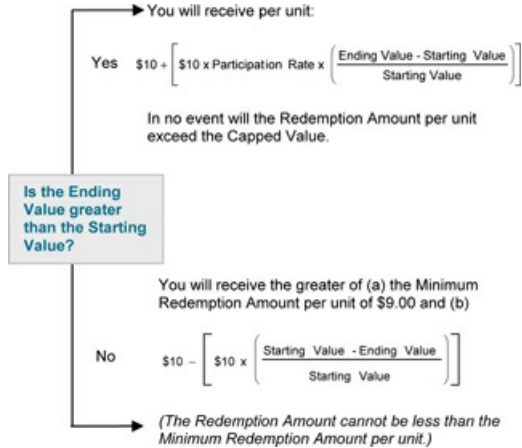 You will receive per unit:
Yes $10 + [ $10 x Participation Rate x ( Ending Value - Starting Value / Starting Value ) ]
In no event will the Redemption Amount per unit
exceed the Capped Value.
Is the Ending
Value greater
than the Starting
Value?
You will receive the greater of (a) the Minimum
Redemption Amount per unit of $9.00 and (b)
No $10 – [ $10 x ( Starting Value - Ending Value / Starting Value ) ]
(The Redemption Amount cannot be less than the
Minimum Redemption Amount per unit.)